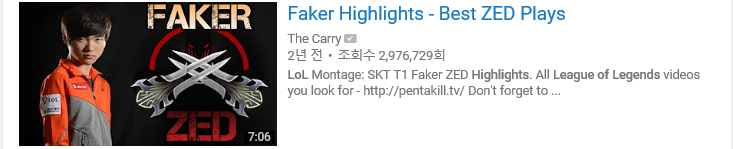 FAKER
LoL
ZED
7:06
Faker Highlights - Best ZED Plays
The Carry
2년 전 • 조회수 2,976,729회
LoL Montage: SKT T1 Faker ZED Highlights. All League of Legends videos
you look for - http://pentakill.tv/ Don't forget to ...